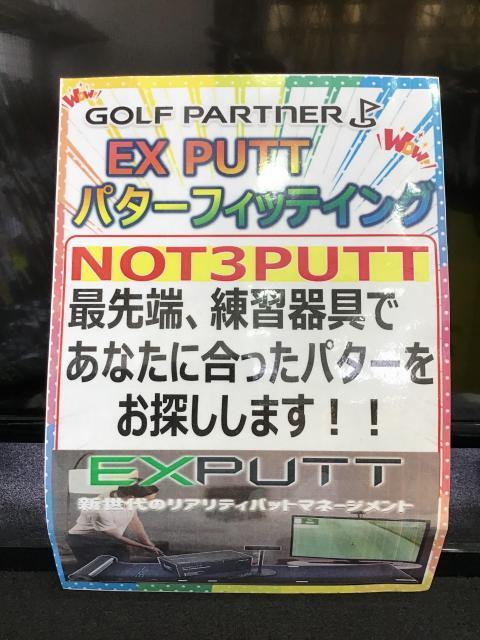 WOW!
GOLF PARTNER
WOW!
EX PUTT
パターフィッティング
NOT3PUTT
最先端、練習器具で
あなたに合ったパターを
お探しします！！
EXPUTT
新世代のリアリティパットマネージメント